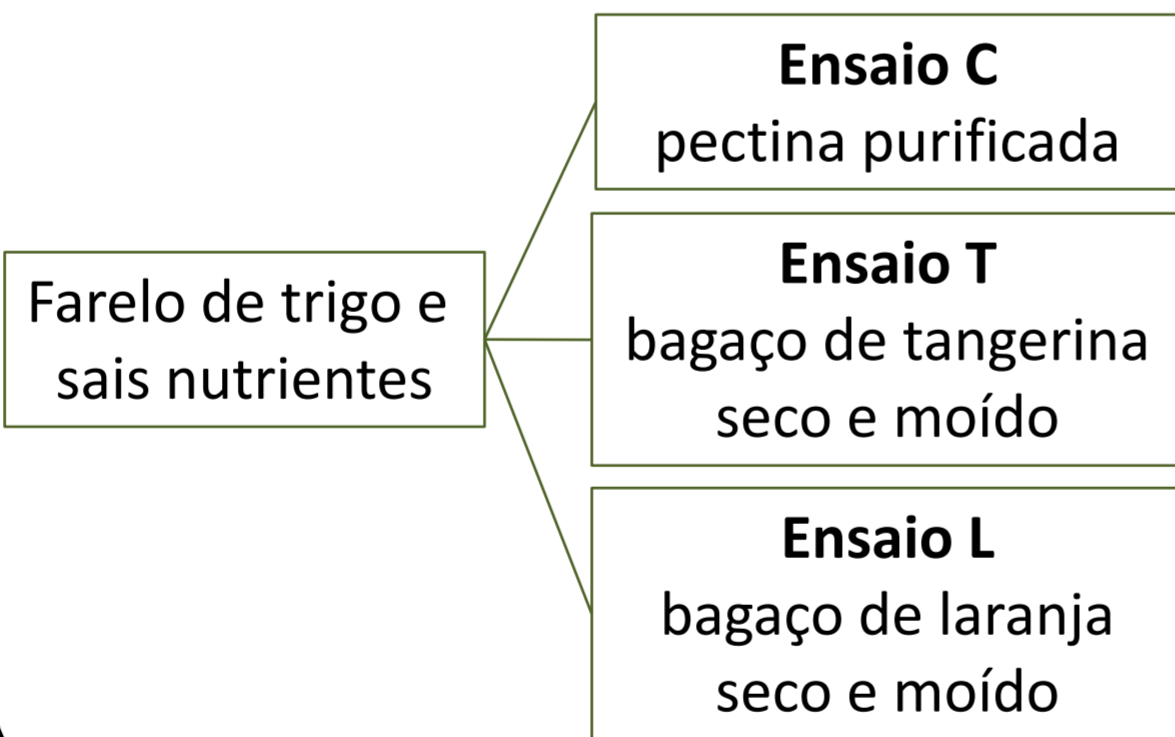 Ensaio C
pectina purificada
Farelo de trigo e
sais nutrientes
Ensaio T
bagaço de tangerina
seco e moído
Ensaio L
bagaço de laranja
seco e moído